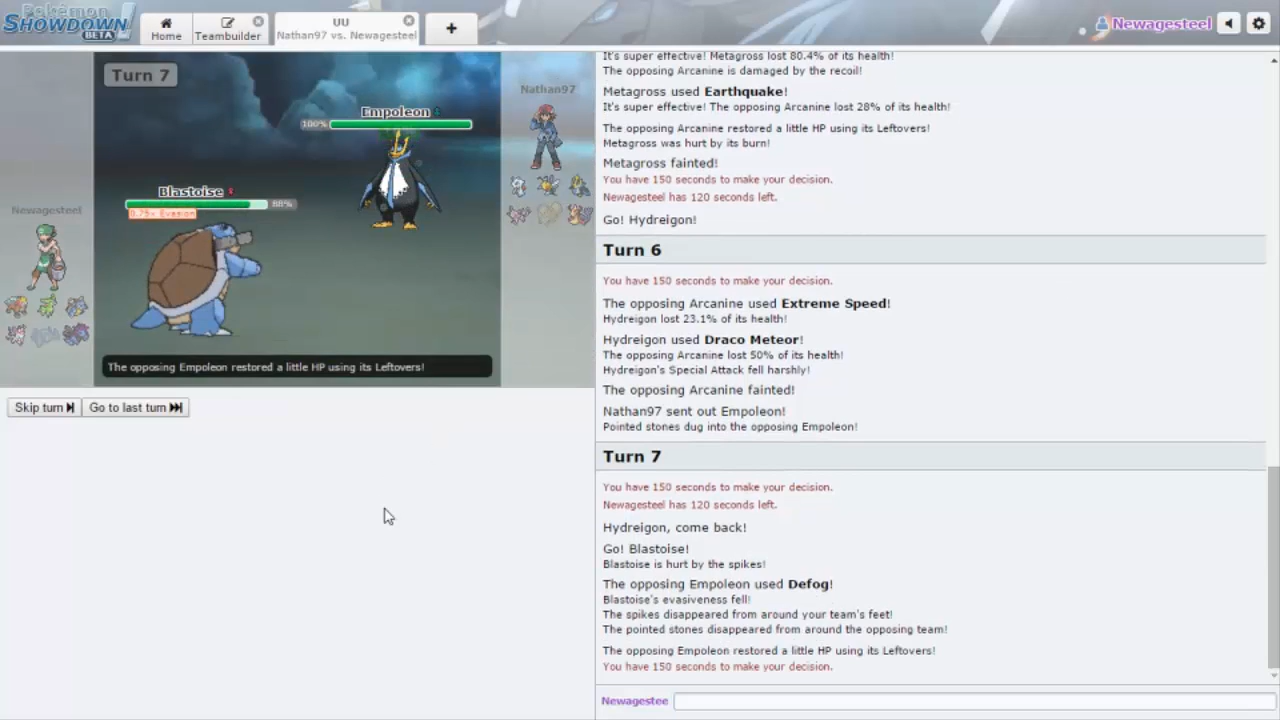 Pokémon
SHOWDOWN!
BETA
Home
Teambuilder
UU
Nathan97 vs. Newagesteel
+
Newagesteel
Turn 7
Empoleon
100%
Blastoise
88%
0.75× Evasion
Newagesteel
Nathan97
The opposing Empoleon restored a little HP using its Leftovers!
Skip turn
Go to last turn
It's super effective! Metagross lost 80.4% of its health!
The opposing Arcanine is damaged by the recoil!
Metagross used Earthquake!
It's super effective! The opposing Arcanine lost 28% of its health!
The opposing Arcanine restored a little HP using its Leftovers!
Metagross was hurt by its burn!
Metagross fainted!
You have 150 seconds to make your decision.
Newagesteel has 120 seconds left.
Go! Hydreigon!
Turn 6
You have 150 seconds to make your decision.
The opposing Arcanine used Extreme Speed!
Hydreigon lost 23.1% of its health!
Hydreigon used Draco Meteor!
The opposing Arcanine lost 50% of its health!
Hydreigon's Special Attack fell harshly!
The opposing Arcanine fainted!
Nathan97 sent out Empoleon!
Pointed stones dug into the opposing Empoleon!
Turn 7
You have 150 seconds to make your decision.
Newagesteel has 120 seconds left.
Hydreigon, come back!
Go! Blastoise!
Blastoise is hurt by the spikes!
The opposing Empoleon used Defog!
Blastoise's evasiveness fell!
The spikes disappeared from around your team's feet!
The pointed stones disappeared from around the opposing team!
The opposing Empoleon restored a little HP using its Leftovers!
You have 150 seconds to make your decision.
Newagestee